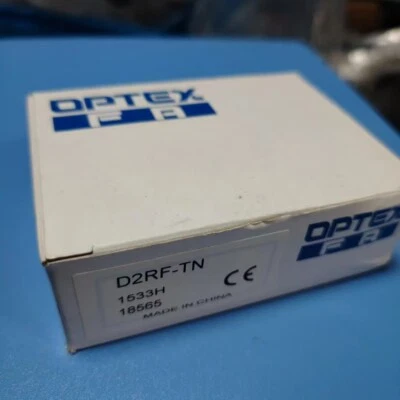 OPTEX
FA
OPTEX
FA
D2RF-TN
1533H
18565
CE
MADE IN CHINA